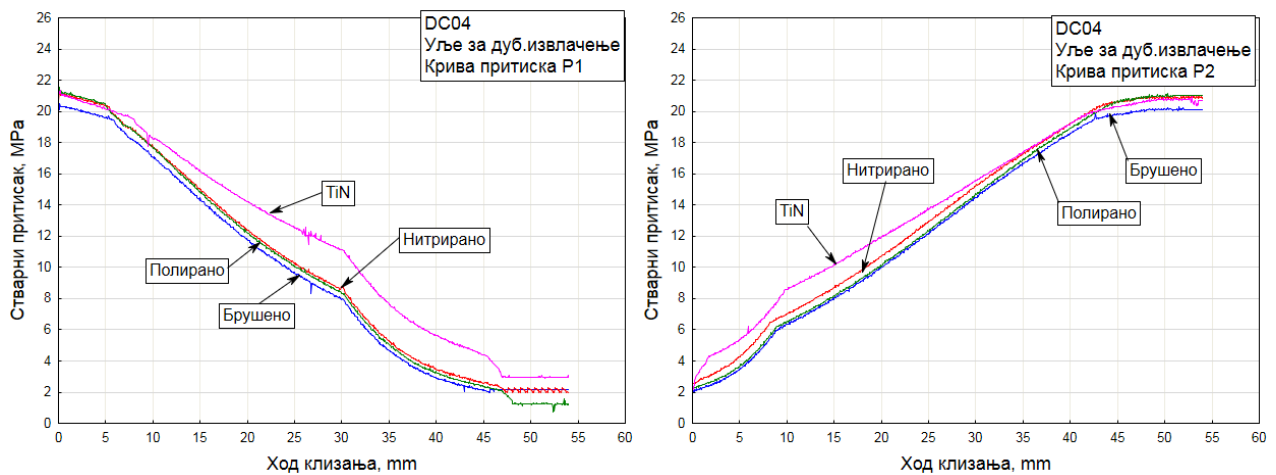 DC04
Уље за дуб.извлачење
Крива притиска P1
Стварни притисак, MPa
26
24
22
20
18
16
14
12
10
8
6
4
2
0
TiN
Нитрирано
Полирано
Брушено
0 5 10 15 20 25 30 35 40 45 50 55 60
Ход клизања, mm
DC04
Уље за дуб.извлачење
Крива притиска P2
Стварни притисак, MPa
26
24
22
20
18
16
14
12
10
8
6
4
2
0
Брушено
Нитрирано
TiN
Полирано
0 5 10 15 20 25 30 35 40 45 50 55 60
Ход клизања, mm